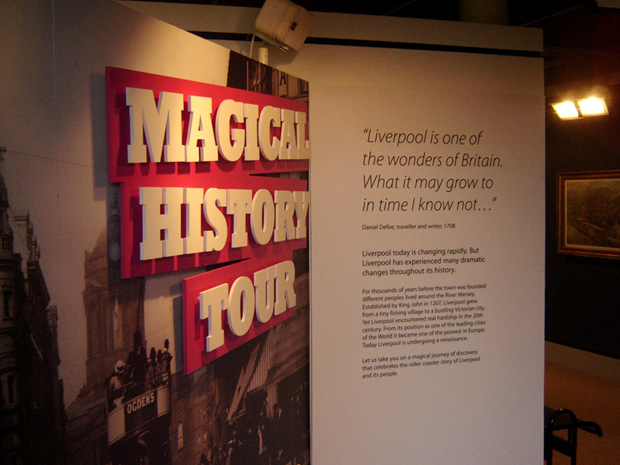 MAGICAL
HISTORY
TOUR
OGDENS
“Liverpool is one of
the wonders of Britain.
What it may grow to
in time I know not…”
Daniel Defoe, traveller and writer, 1708
Liverpool today is changing rapidly. But
Liverpool has experienced many dramatic
changes throughout its history.
For thousands of years before the town was founded
different peoples lived around the River Mersey.
Established by King John in 1207, Liverpool grew
from a tiny fishing village to a bustling Victorian city.
Yet Liverpool encountered real hardship in the 20th
century. From its position as one of the leading cities
of the World it became one of the poorest in Europe.
Today Liverpool is undergoing a renaissance.
Let us take you on a magical journey of discovery
that celebrates the roller coaster story of Liverpool
and its people.